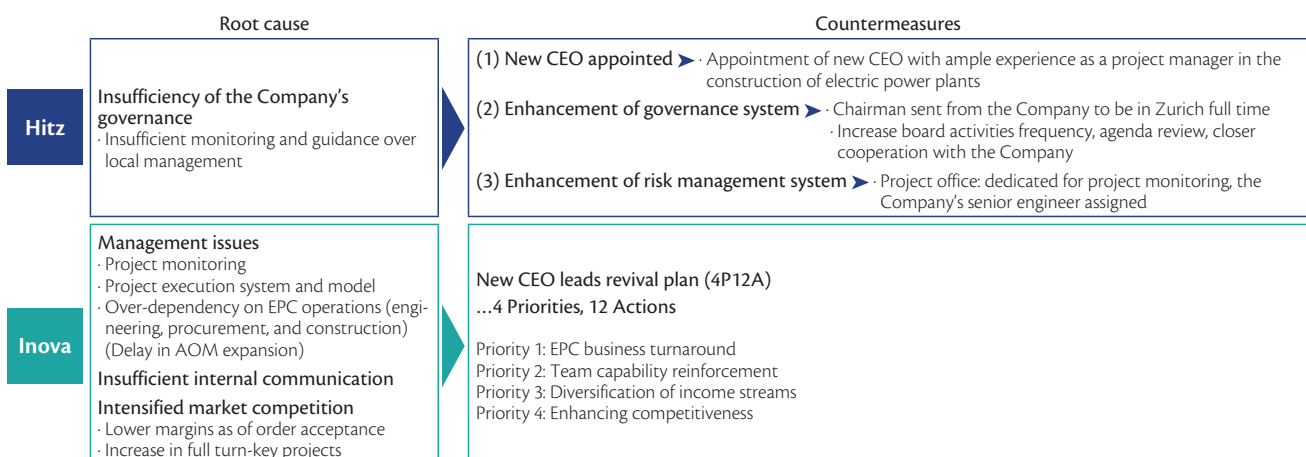 Root cause
Countermeasures
Hitz
Insufficiency of the Company's
governance
· Insufficient monitoring and guidance over
local management
(1) New CEO appointed ➤ · Appointment of new CEO with ample experience as a project manager in the
construction of electric power plants
(2) Enhancement of governance system ➤ · Chairman sent from the Company to be in Zurich full time
· Increase board activities frequency, agenda review, closer
cooperation with the Company
(3) Enhancement of risk management system ➤ · Project office: dedicated for project monitoring, the
Company's senior engineer assigned
Inova
Management issues
· Project monitoring
· Project execution system and model
· Over-dependency on EPC operations (engi-
neering, procurement, and construction)
(Delay in AOM expansion)
Insufficient internal communication
Intensified market competition
· Lower margins as of order acceptance
· Increase in full turn-key projects
New CEO leads revival plan (4P12A)
…4 Priorities, 12 Actions
Priority 1: EPC business turnaround
Priority 2: Team capability reinforcement
Priority 3: Diversification of income streams
Priority 4: Enhancing competitiveness